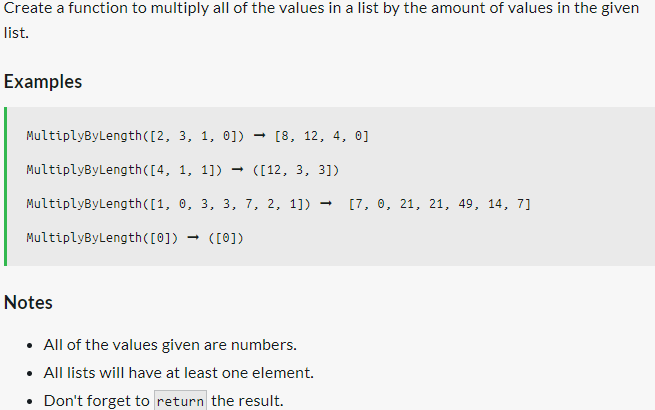 Create a function to multiply all of the values in a list by the amount of values in the given
list.
Examples
MultiplyByLength([2, 3, 1, 0]) ➞ [8, 12, 4, 0]
MultiplyByLength([4, 1, 1]) ➞ ([12, 3, 3])
MultiplyByLength([1, 0, 3, 3, 7, 2, 1]) ➞  [7, 0, 21, 21, 49, 14, 7]
MultiplyByLength([0]) ➞ ([0])
Notes
• All of the values given are numbers.
• All lists will have at least one element.
• Don't forget to return the result.